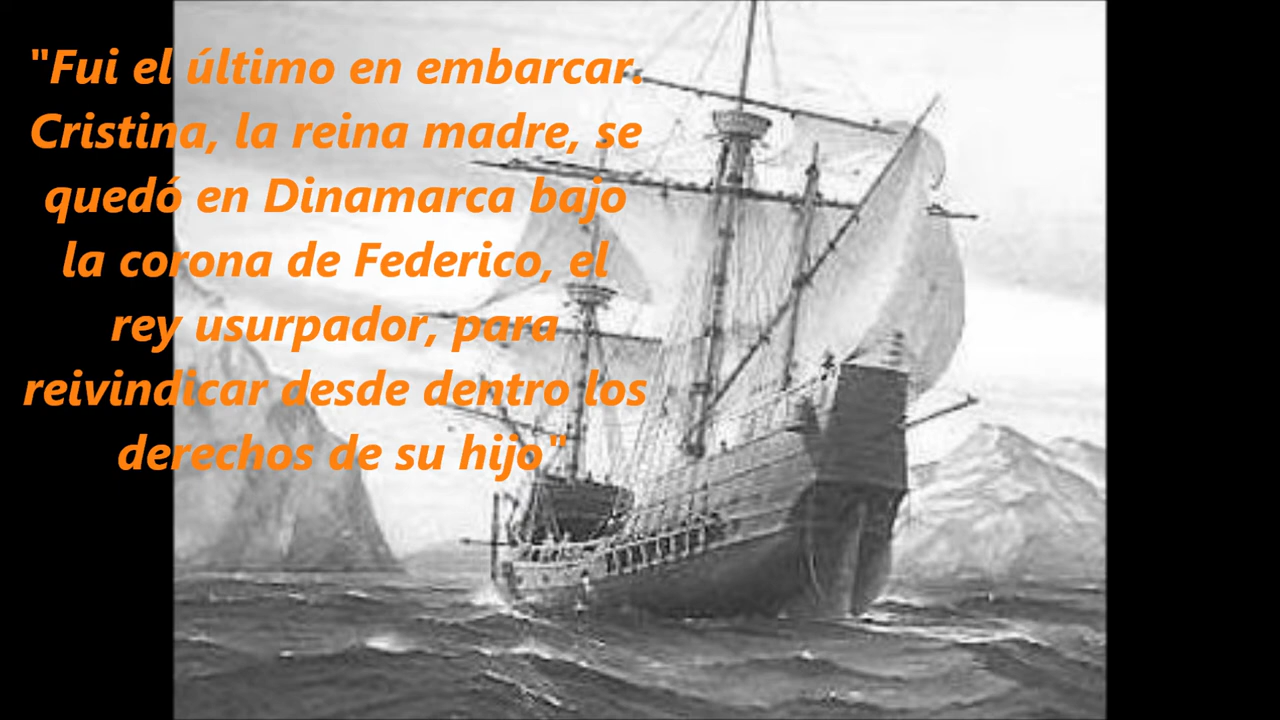 "Fui el último en embarcar.
Cristina, la reina madre, se
quedó en Dinamarca bajo
la corona de Federico, el
rey usurpador, para
reivindicar desde dentro los
derechos de su hijo"